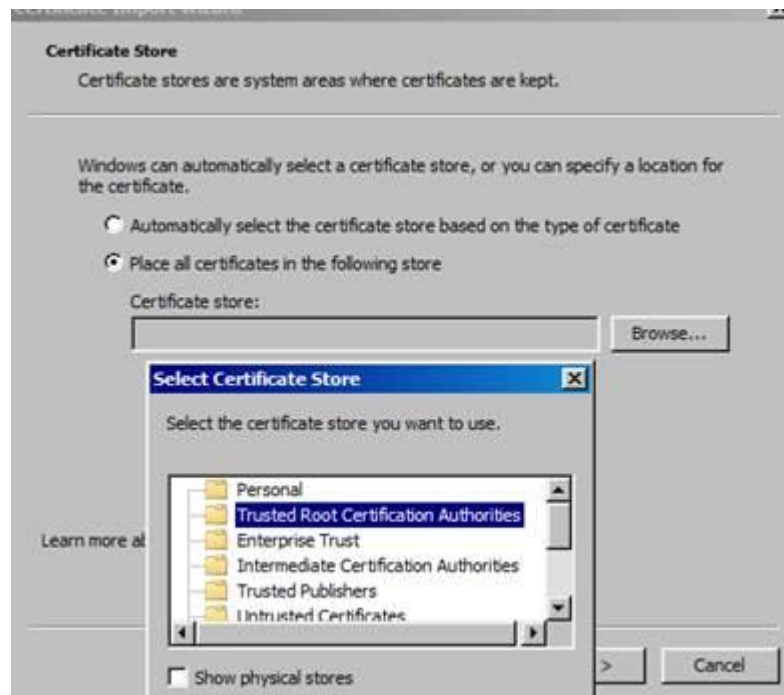 Certificate Import Wizard
Certificate Store
Certificate stores are system areas where certificates are kept.
Windows can automatically select a certificate store, or you can specify a location for
the certificate.
Automatically select the certificate store based on the type of certificate
Place all certificates in the following store
Certificate store:
Browse...
Select Certificate Store
Select the certificate store you want to use.
Personal
Trusted Root Certification Authorities
Enterprise Trust
Intermediate Certification Authorities
Trusted Publishers
Untrusted Certificates
Learn more ab
Show physical stores
>
Cancel